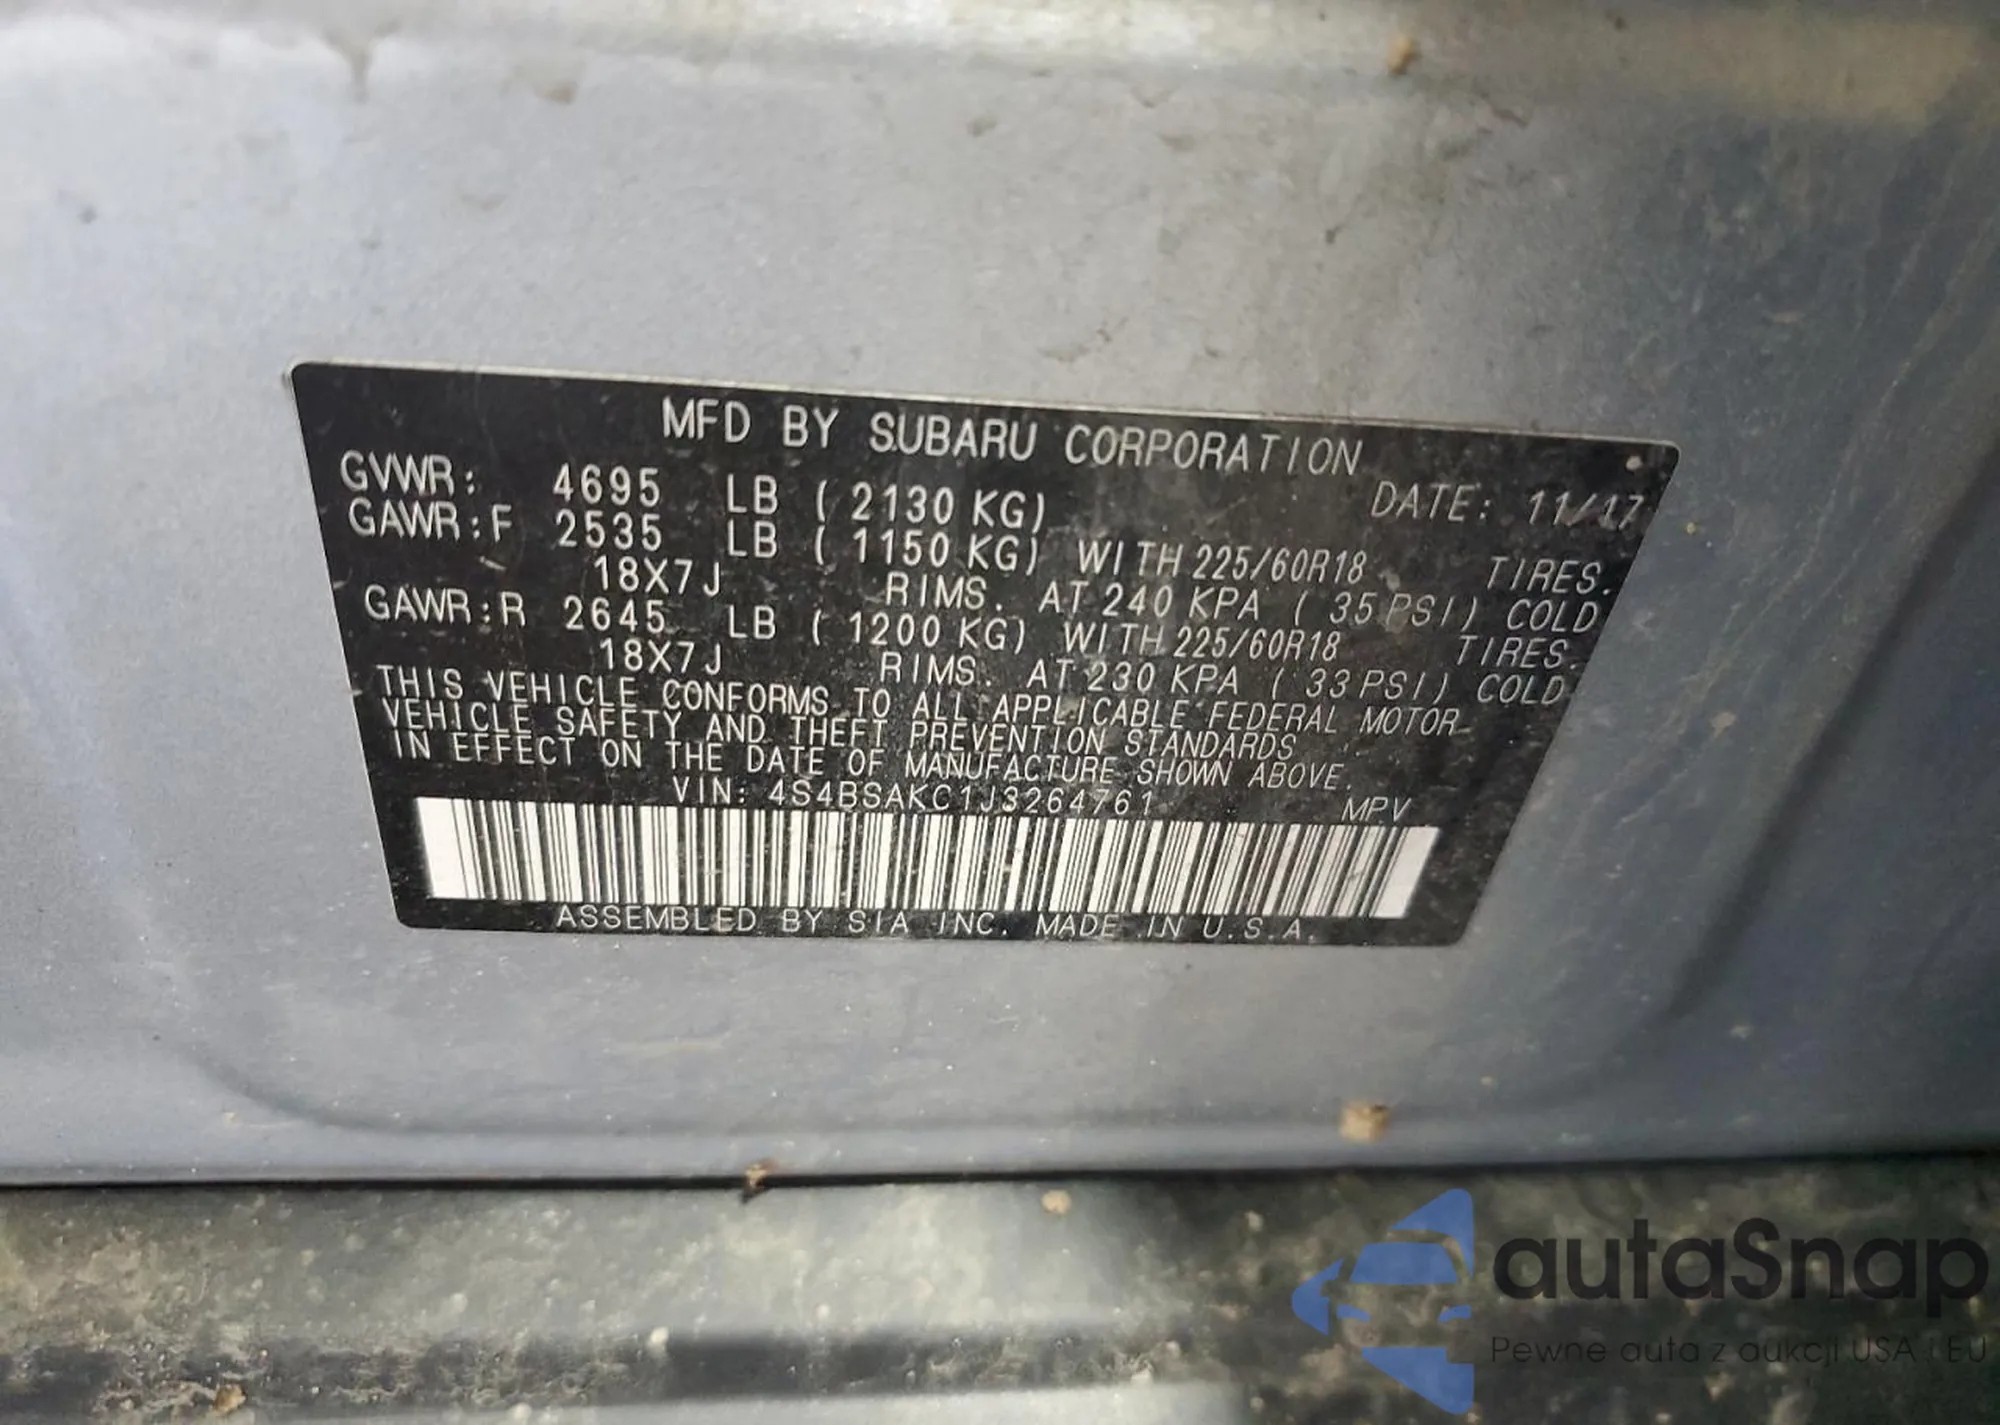 MFD BY SUBARU CORPORATION
GVWR: 4695 LB ( 2130 KG) DATE: 11/17
GAWR:F 2535 LB ( 1150 KG) WITH 225/60R18 TIRES.
18X7J RIMS. AT 240 KPA ( 35 PSI) COLD
GAWR:R 2645 LB ( 1200 KG) WITH 225/60R18 TIRES.
18X7J RIMS. AT 230 KPA ( 33 PSI) COLD
THIS VEHICLE CONFORMS TO ALL APPLICABLE FEDERAL MOTOR
VEHICLE SAFETY AND THEFT PREVENTION STANDARDS
IN EFFECT ON THE DATE OF MANUFACTURE SHOWN ABOVE.
VIN: 4S4BSAKC1J3264761 MPV
ASSEMBLED BY SIA INC. MADE IN U.S.A.
autaSnap
Pewne auta z aukcji USA i EU